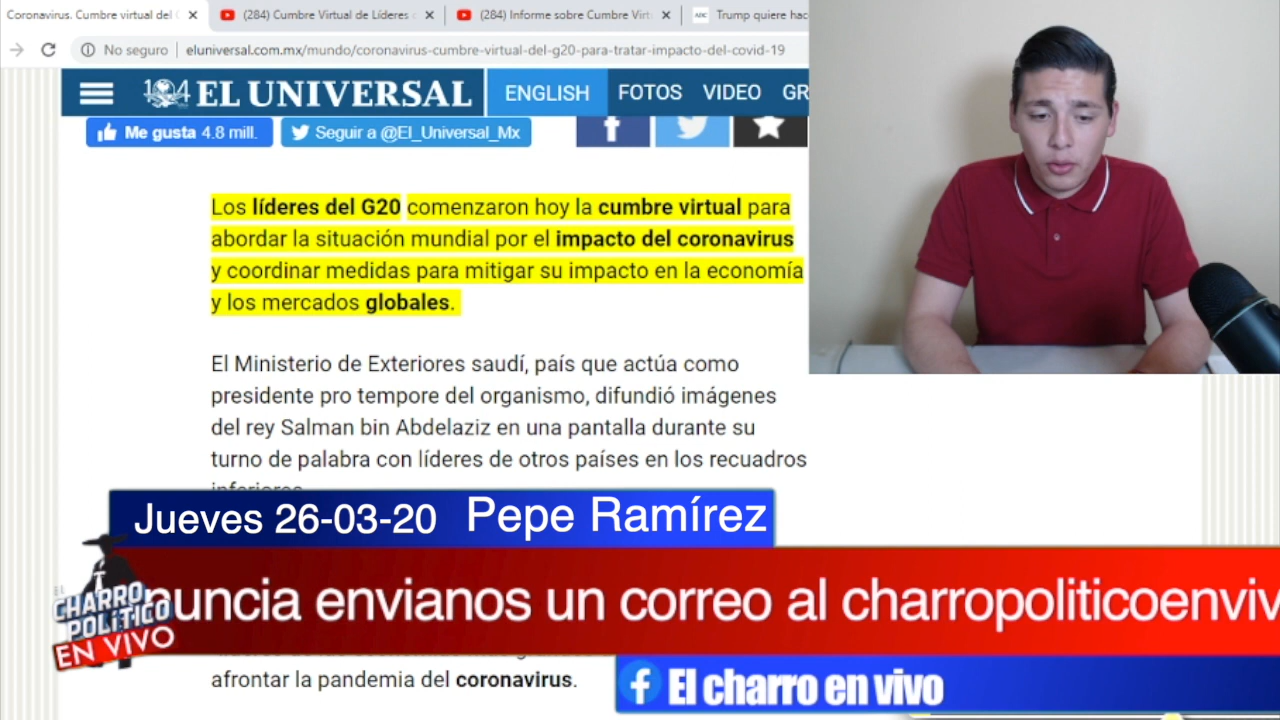 Coronavirus. Cumbre virtual del
(284) Cumbre Virtual de Líderes
(284) Informe sobre Cumbre Virt
ABC
Trump quiere hac
No seguro
eluniversal.com.mx/mundo/coronavirus-cumbre-virtual-del-g20-para-tratar-impacto-del-covid-19
104 EL UNIVERSAL
ENGLISH
FOTOS
VIDEO
GR
Me gusta 4.8 mill.
Seguir a @El_Universal_Mx
Los líderes del G20 comenzaron hoy la cumbre virtual para
abordar la situación mundial por el impacto del coronavirus
y coordinar medidas para mitigar su impacto en la economía
y los mercados globales.
El Ministerio de Exteriores saudí, país que actúa como
presidente pro tempore del organismo, difundió imágenes
del rey Salman bin Abdelaziz en una pantalla durante su
turno de palabra con líderes de otros países en los recuadros
inferiores.
Jueves 26-03-20
Pepe Ramírez
nuncia envianos un correo al charropoliticoenviv
EL
CHARRO
POLÍTICO
EN VIVO
afrontar la pandemia del coronavirus.
El charro en vivo